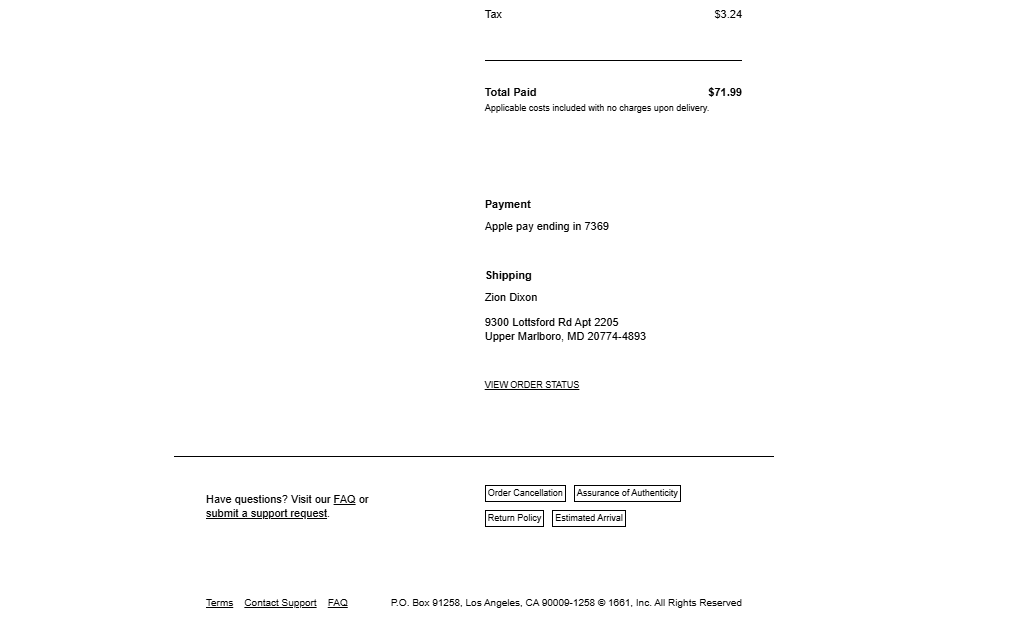 Tax $3.24
Total Paid $71.99
Applicable costs included with no charges upon delivery.
Payment
Apple pay ending in 7369
Shipping
Zion Dixon
9300 Lottsford Rd Apt 2205
Upper Marlboro, MD 20774-4893
VIEW ORDER STATUS
Have questions? Visit our FAQ or
submit a support request.
Order Cancellation Assurance of Authenticity
Return Policy Estimated Arrival
Terms Contact Support FAQ P.O. Box 91258, Los Angeles, CA 90009-1258 © 1661, Inc. All Rights Reserved